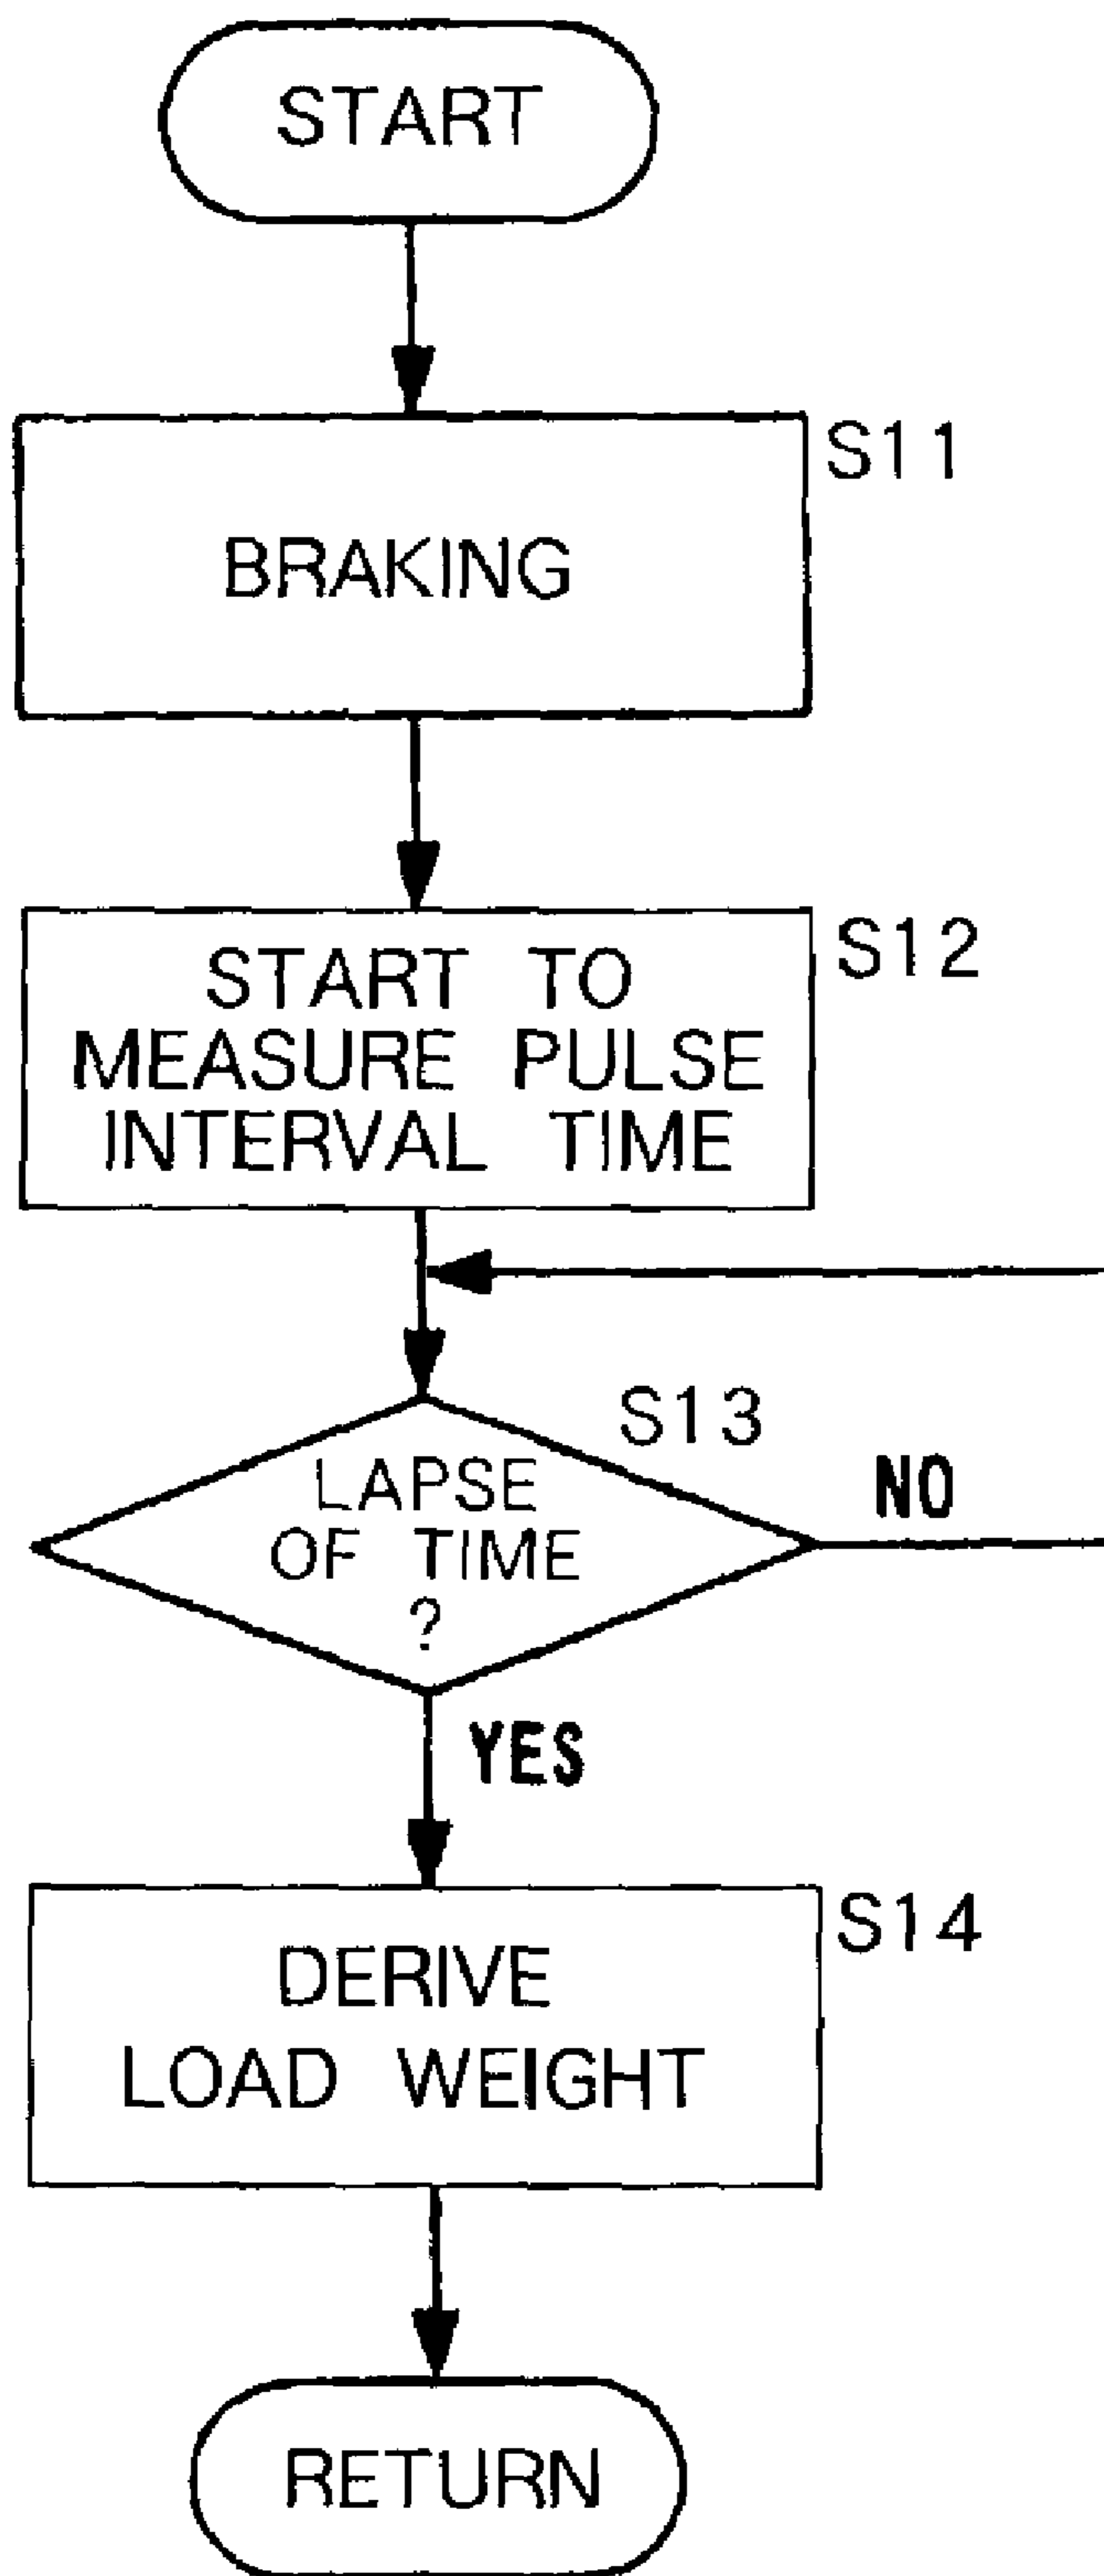 START
S11
BRAKING
S12
START TO
MEASURE PULSE
INTERVAL TIME
S13
LAPSE
OF TIME
?
NO
YES
S14
DERIVE
LOAD WEIGHT
RETURN